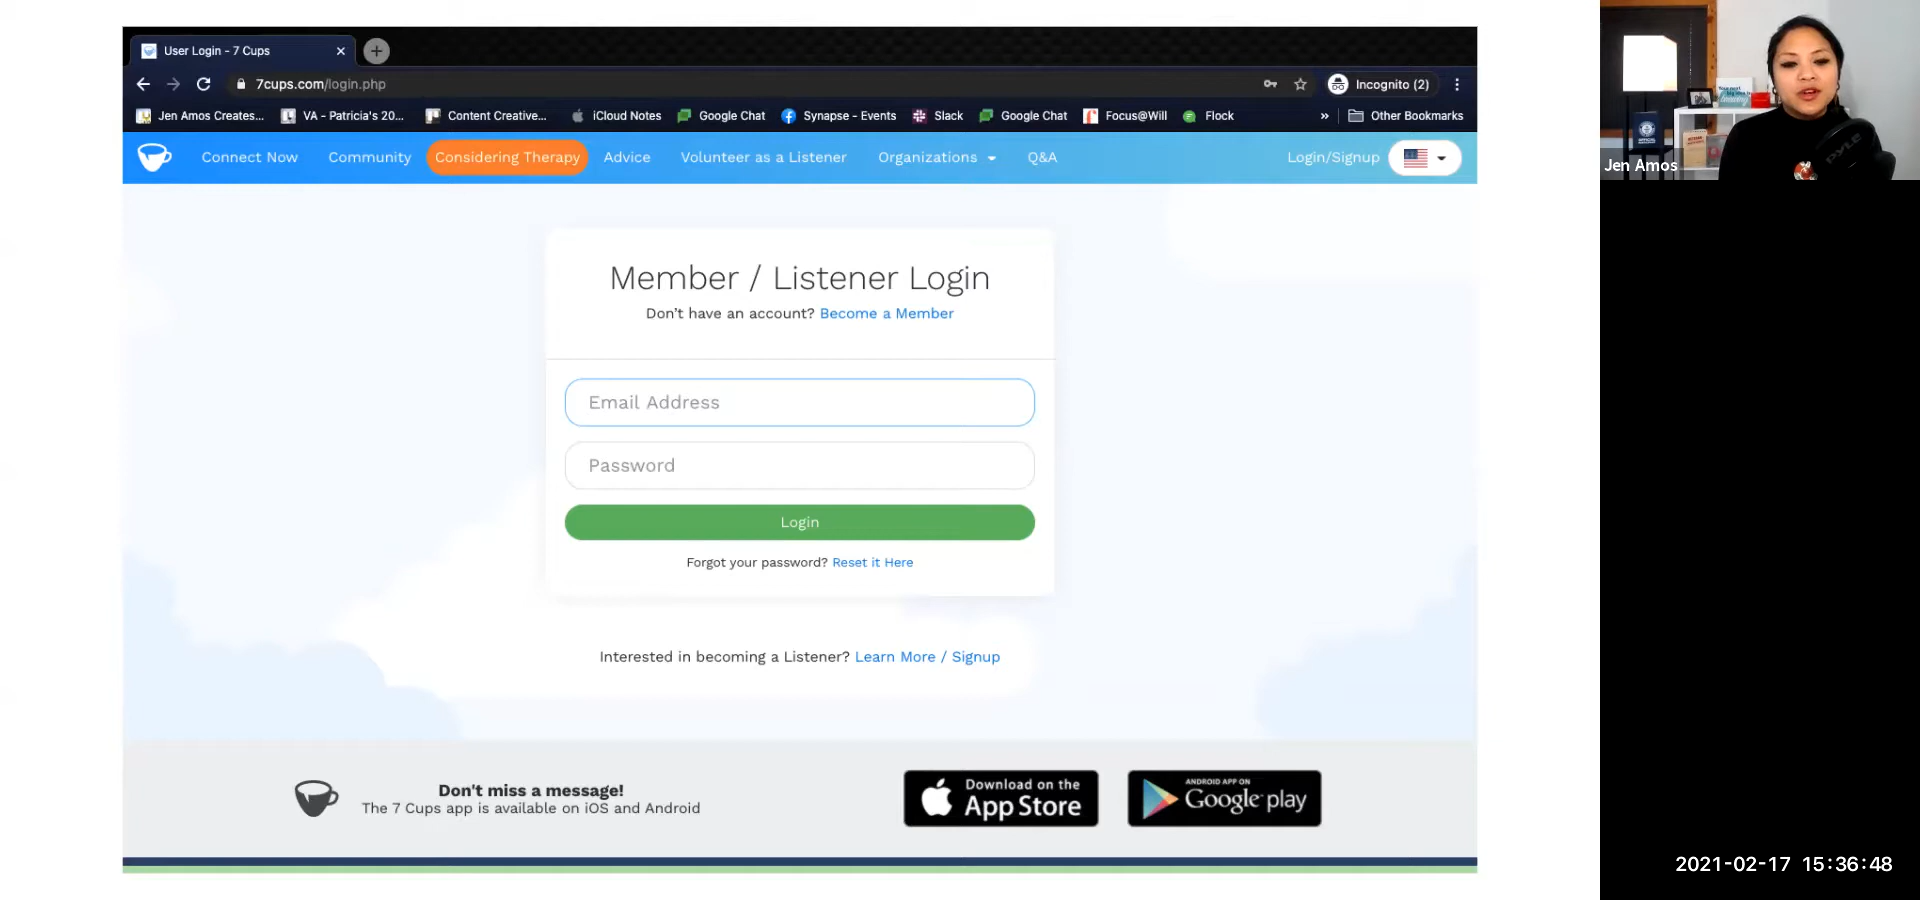 User Login - 7 Cups
7cups.com/login.php
Incognito (2)
Jen Amos Creates...
VA - Patricia's 20...
Content Creative...
iCloud Notes
Google Chat
Synapse - Events
Slack
Google Chat
Focus@Will
Flock
»
Other Bookmarks
Connect Now
Community
Considering Therapy
Advice
Volunteer as a Listener
Organizations
Q&A
Login/Signup
Member / Listener Login
Don't have an account? Become a Member
Email Address
Password
Login
Forgot your password? Reset it Here
Interested in becoming a Listener? Learn More / Signup
Don't miss a message!
The 7 Cups app is available on iOS and Android
Download on the
App Store
ANDROID APP ON
Google play
Jen Amos
PYLE
2021-02-17 15:36:48